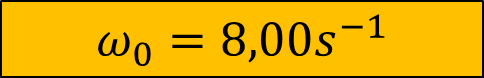 ω₀ = 8,00s⁻¹